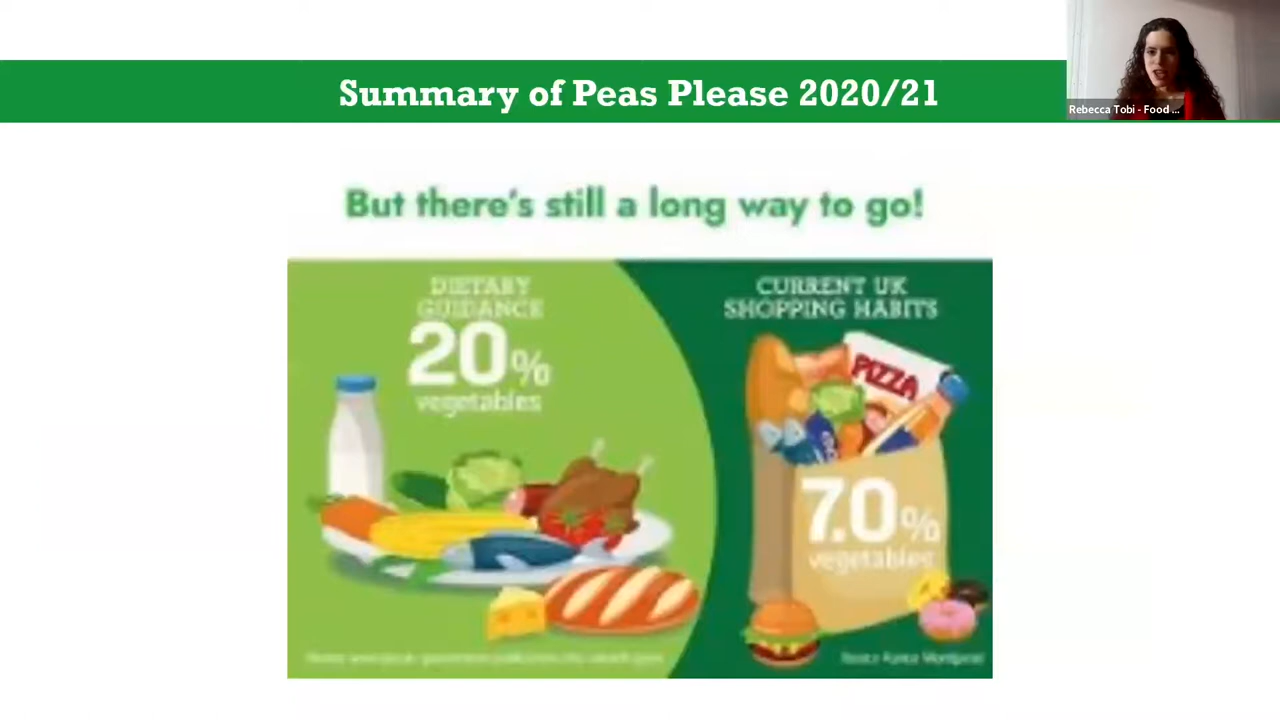 Summary of Peas Please 2020/21
Rebecca Tobi - Food ...
But there's still a long way to go!
DIETARY
GUIDANCE
20%
vegetables
CURRENT UK
SHOPPING HABITS
PIZZA
7.0%
vegetables